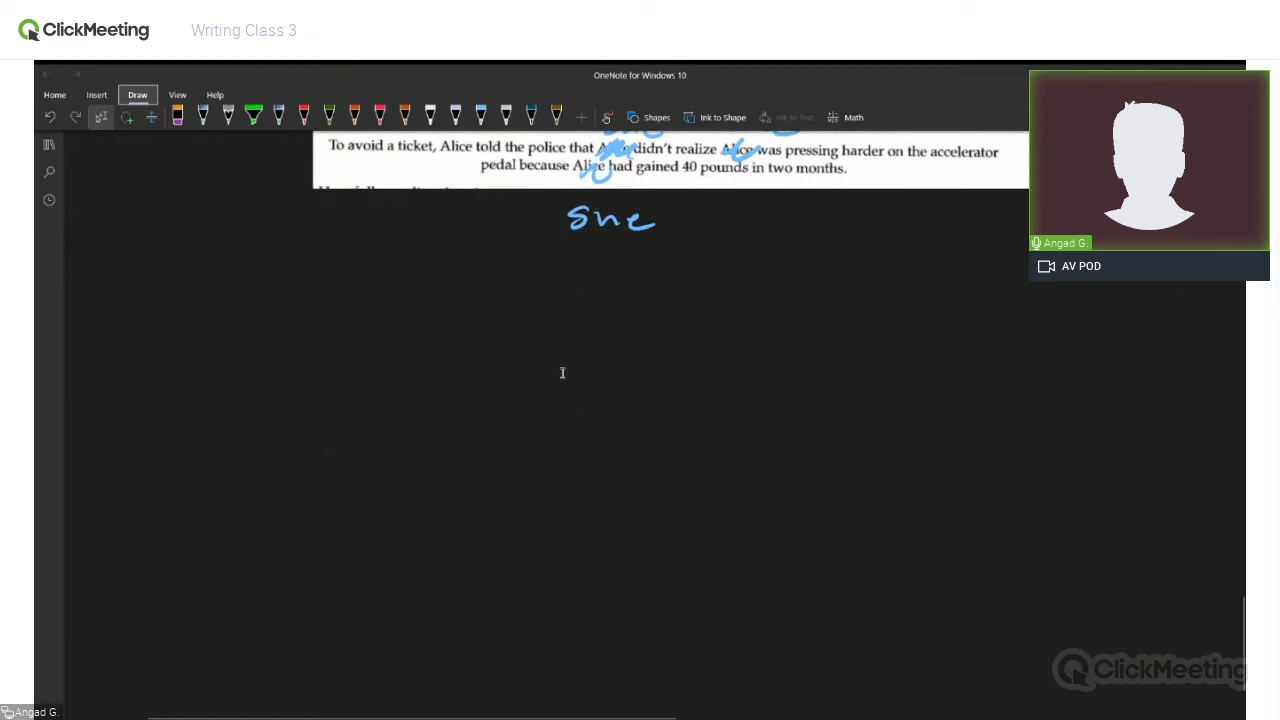 ClickMeeting Writing Class 3
OneNote for Windows 10
Home Insert Draw View Help
Shapes Ink to Shape Ink to Text Math
To avoid a ticket, Alice told the police that didn't realize Alice was pressing harder on the accelerator
pedal because Alice had gained 40 pounds in two months.
she
Angad G.
AV POD
ClickMeeting
Angad G.